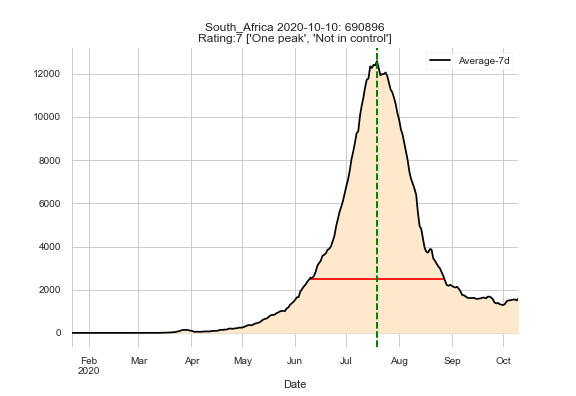 South_Africa 2020-10-10: 690896
Rating:7 ['One peak', 'Not in control']
Average-7d
12000
10000
8000
6000
4000
2000
0
Feb Mar Apr May Jun Jul Aug Sep Oct
2020
Date